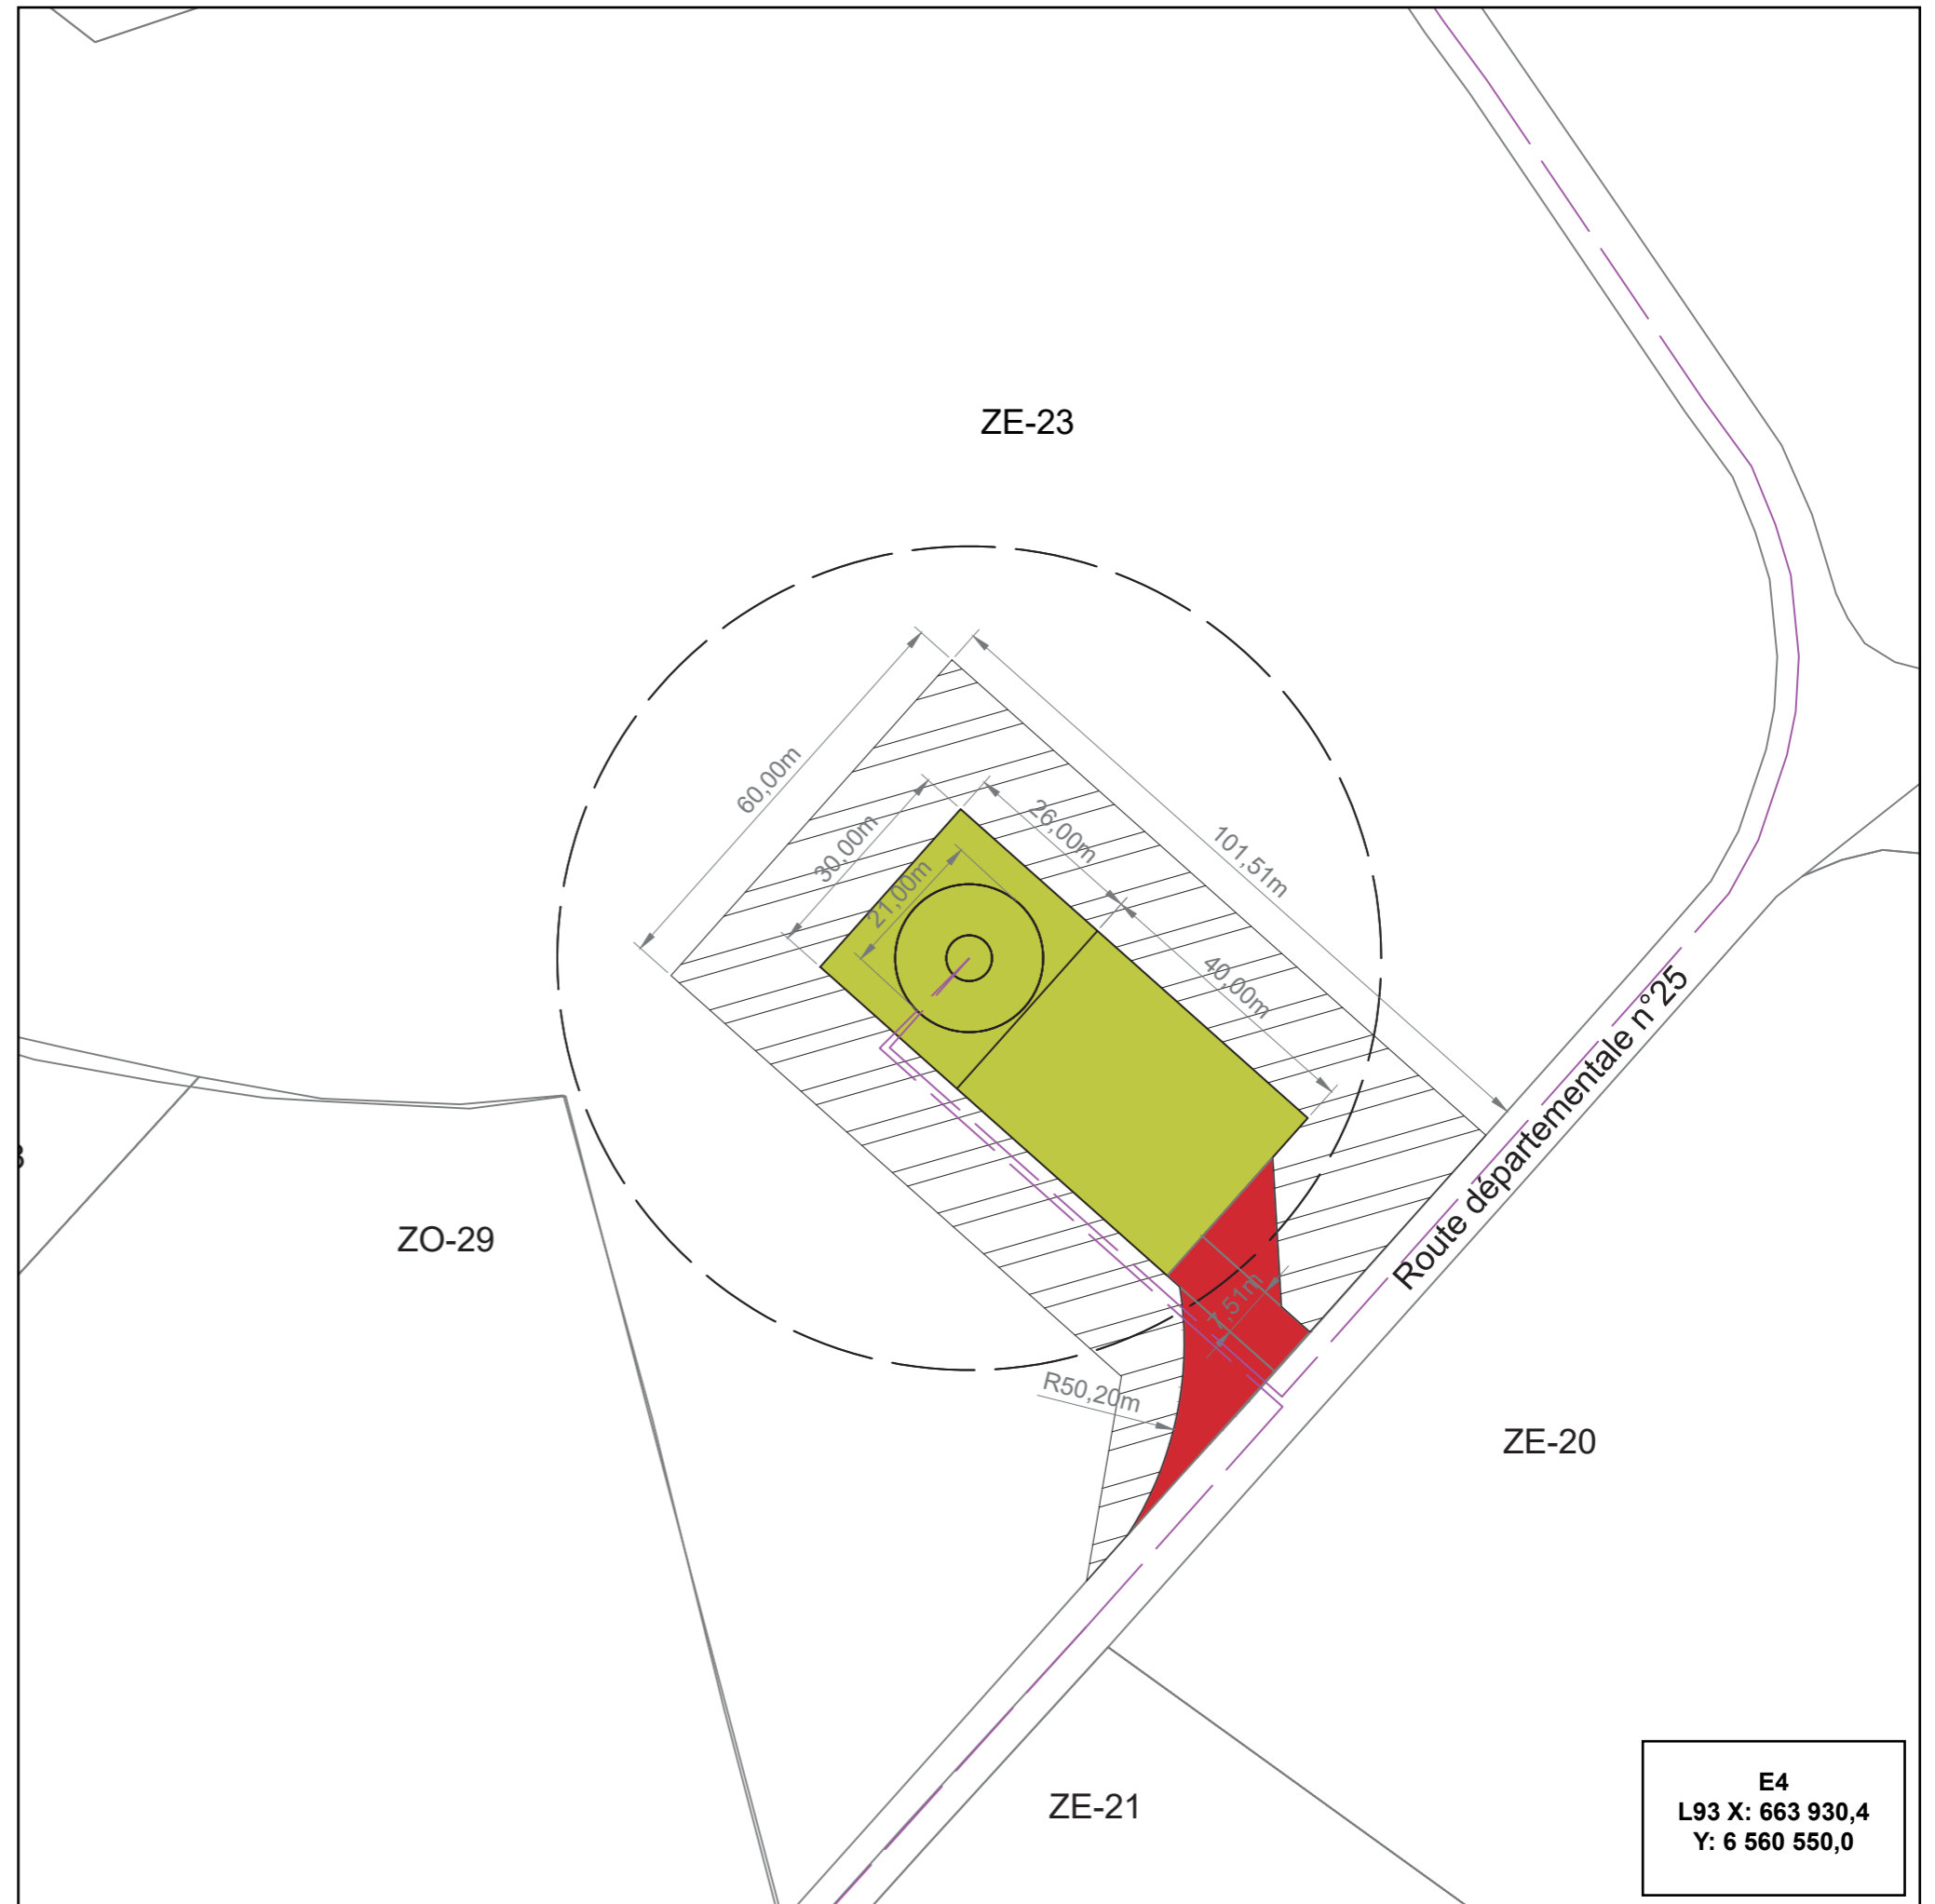 ZE-23
60,00m
30,00m
26,00m
101,51m
21,00m
40,00m
Route départementale n°25
ZO-29
7,51m
R50,20m
ZE-20
ZE-21
E4
L93 X: 663 930,4
Y: 6 560 550,0